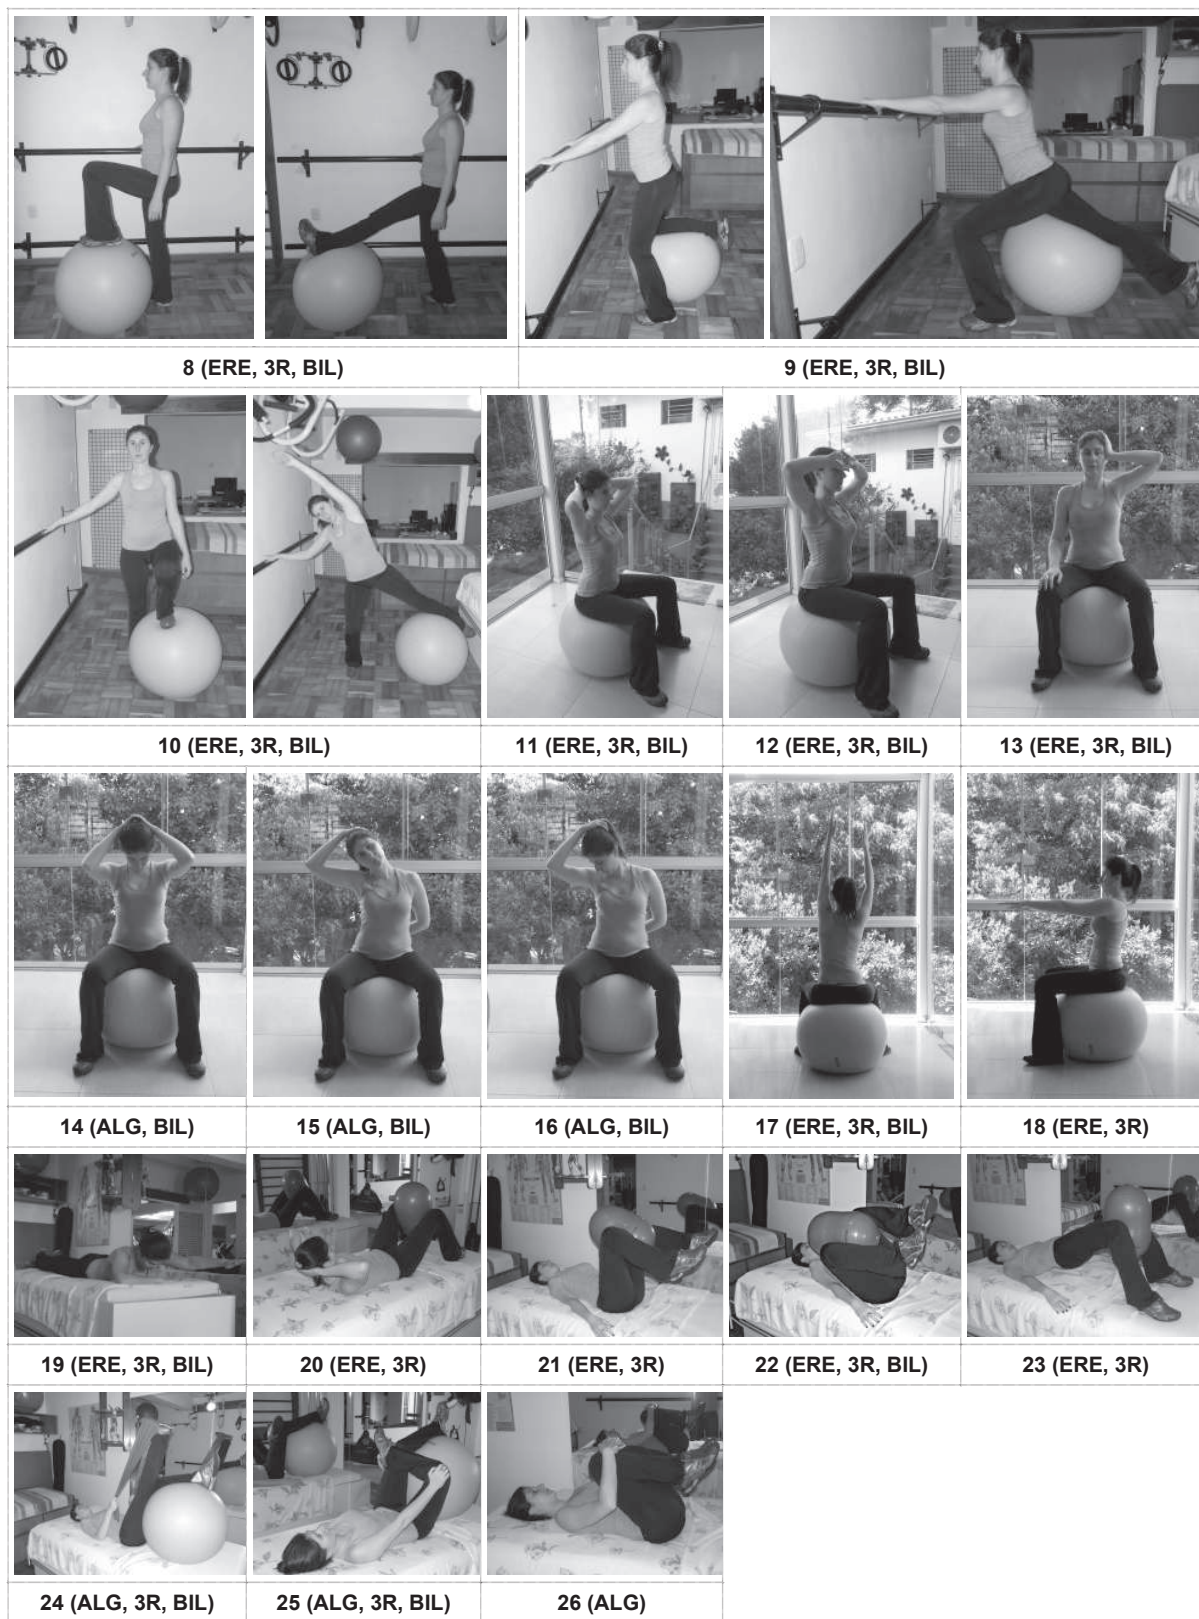 8 (ERE, 3R, BIL)
9 (ERE, 3R, BIL)
10 (ERE, 3R, BIL)
11 (ERE, 3R, BIL)
12 (ERE, 3R, BIL)
13 (ERE, 3R, BIL)
14 (ALG, BIL)
15 (ALG, BIL)
16 (ALG, BIL)
17 (ERE, 3R, BIL)
18 (ERE, 3R)
19 (ERE, 3R, BIL)
20 (ERE, 3R)
21 (ERE, 3R)
22 (ERE, 3R, BIL)
23 (ERE, 3R)
24 (ALG, 3R, BIL)
25 (ALG, 3R, BIL)
26 (ALG)